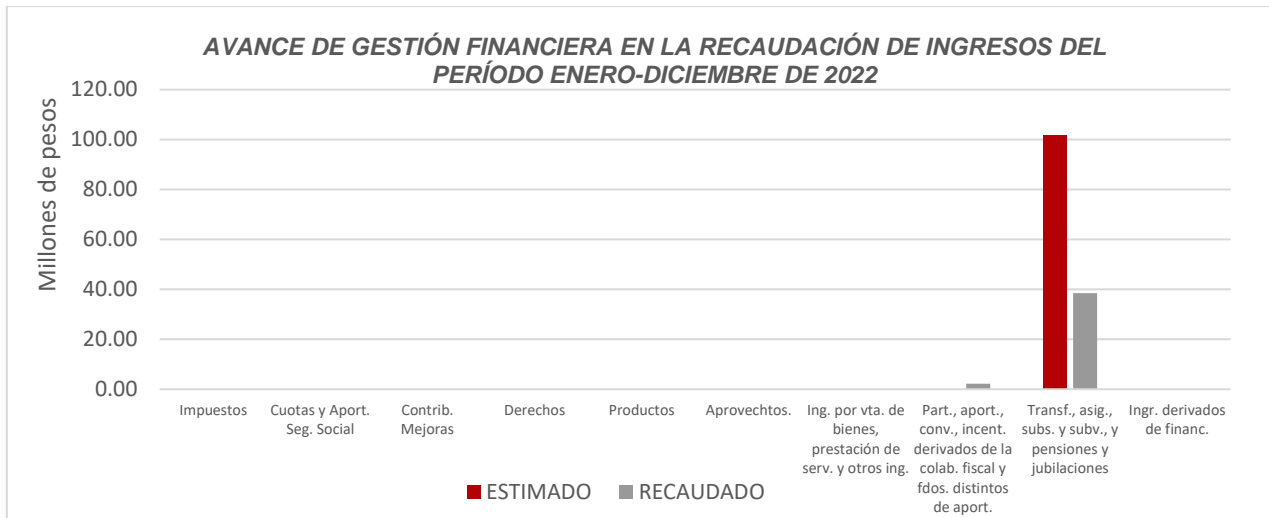 AVANCE DE GESTIÓN FINANCIERA EN LA RECAUDACIÓN DE INGRESOS DEL
PERÍODO ENERO-DICIEMBRE DE 2022
Millones de pesos
120.00
100.00
80.00
60.00
40.00
20.00
0.00
Impuestos
Cuotas y Aport.
Seg. Social
Contrib.
Mejoras
Derechos
Productos
Aprovechtos.
Ing. por vta. de
bienes,
prestación de
serv. y otros ing.
Part., aport.,
conv., incent.
derivados de la
colab. fiscal y
fdos. distintos
de aport.
Transf., asig.,
subs. y subv., y
pensiones y
jubilaciones
Ingr. derivados
de financ.
ESTIMADO
RECAUDADO